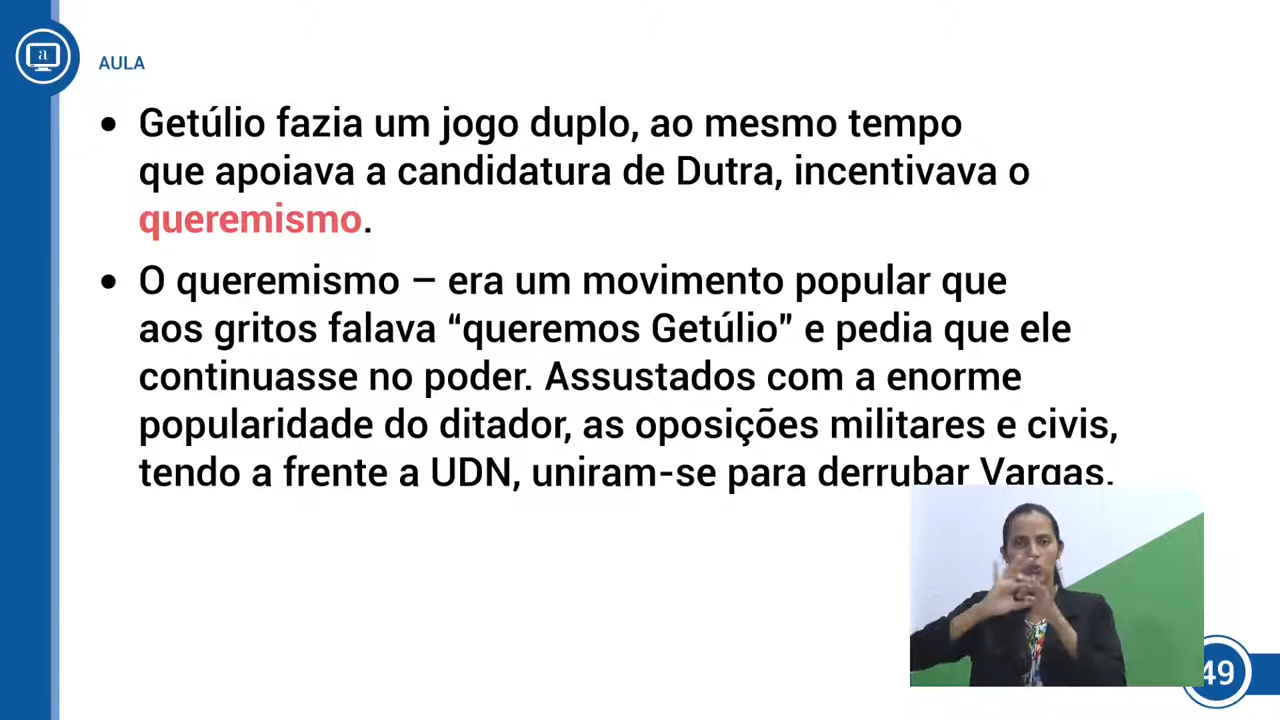 AULA
• Getúlio fazia um jogo duplo, ao mesmo tempo
que apoiava a candidatura de Dutra, incentivava o
queremismo.
• O queremismo – era um movimento popular que
aos gritos falava “queremos Getúlio” e pedia que ele
continuasse no poder. Assustados com a enorme
popularidade do ditador, as oposições militares e civis,
tendo a frente a UDN, uniram-se para derrubar Vargas.
49